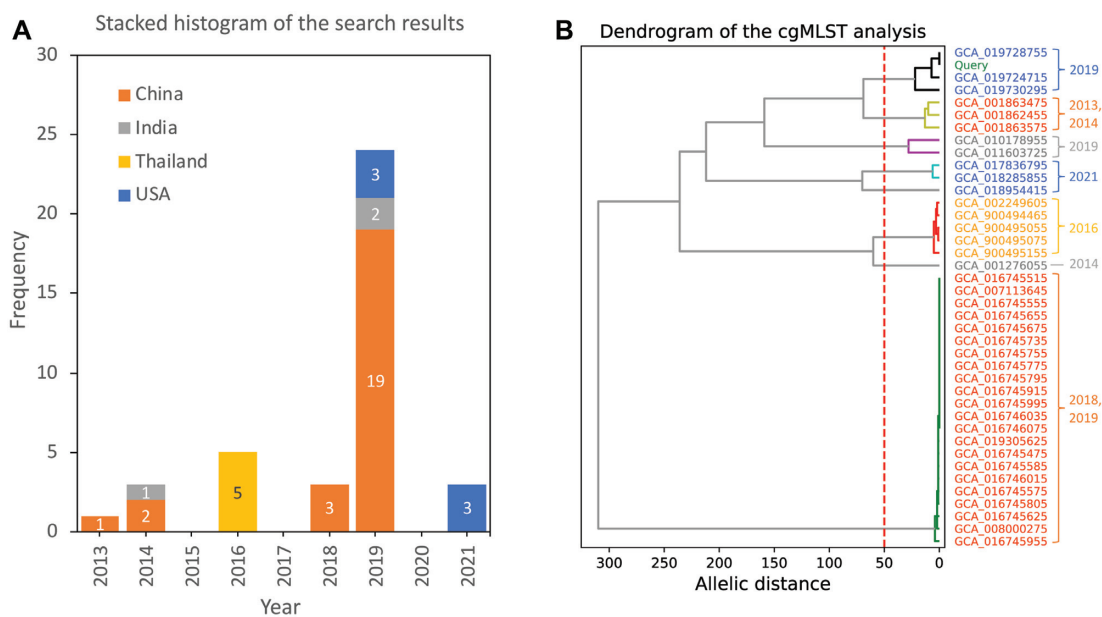 A
Stacked histogram of the search results
30
25
20
15
10
5
0
Frequency
China
India
Thailand
USA
1
1
2
5
3
3
2
19
3
2013
2014
2015
2016
2017
2018
2019
2020
2021
Year
B
Dendrogram of the cgMLST analysis
GCA_019728755
Query
GCA_019724715
GCA_019730295
2019
GCA_001863475
GCA_001862455
GCA_001863575
2013,
2014
GCA_010178955
GCA_011603725
2019
GCA_017836795
GCA_018285855
GCA_018954415
2021
GCA_002249605
GCA_900494465
GCA_900495055
GCA_900495075
GCA_900495155
2016
GCA_001276055
2014
GCA_016745515
GCA_007113645
GCA_016745555
GCA_016745655
GCA_016745675
GCA_016745735
GCA_016745755
GCA_016745775
GCA_016745795
GCA_016745915
GCA_016745995
GCA_016746035
GCA_016746075
GCA_019305625
GCA_016745475
GCA_016745585
GCA_016746015
GCA_016745575
GCA_016745805
GCA_016745625
GCA_008000275
GCA_016745955
2018,
2019
300
250
200
150
100
50
0
Allelic distance